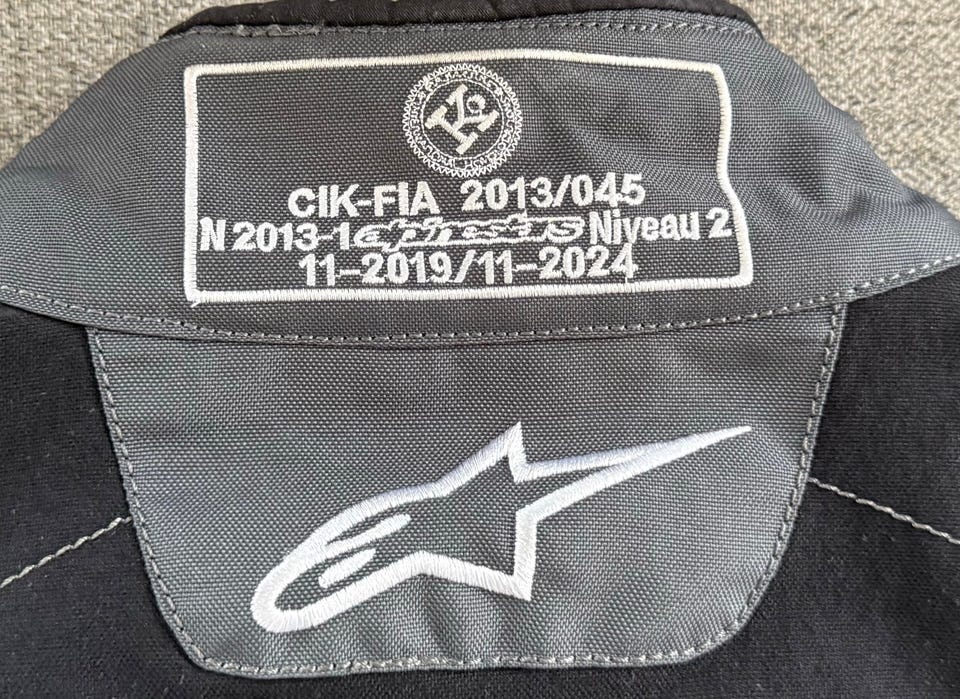 CIK-FIA 2013/045
N 2013-1 alpinestars Niveau 2
11-2019/11-2024